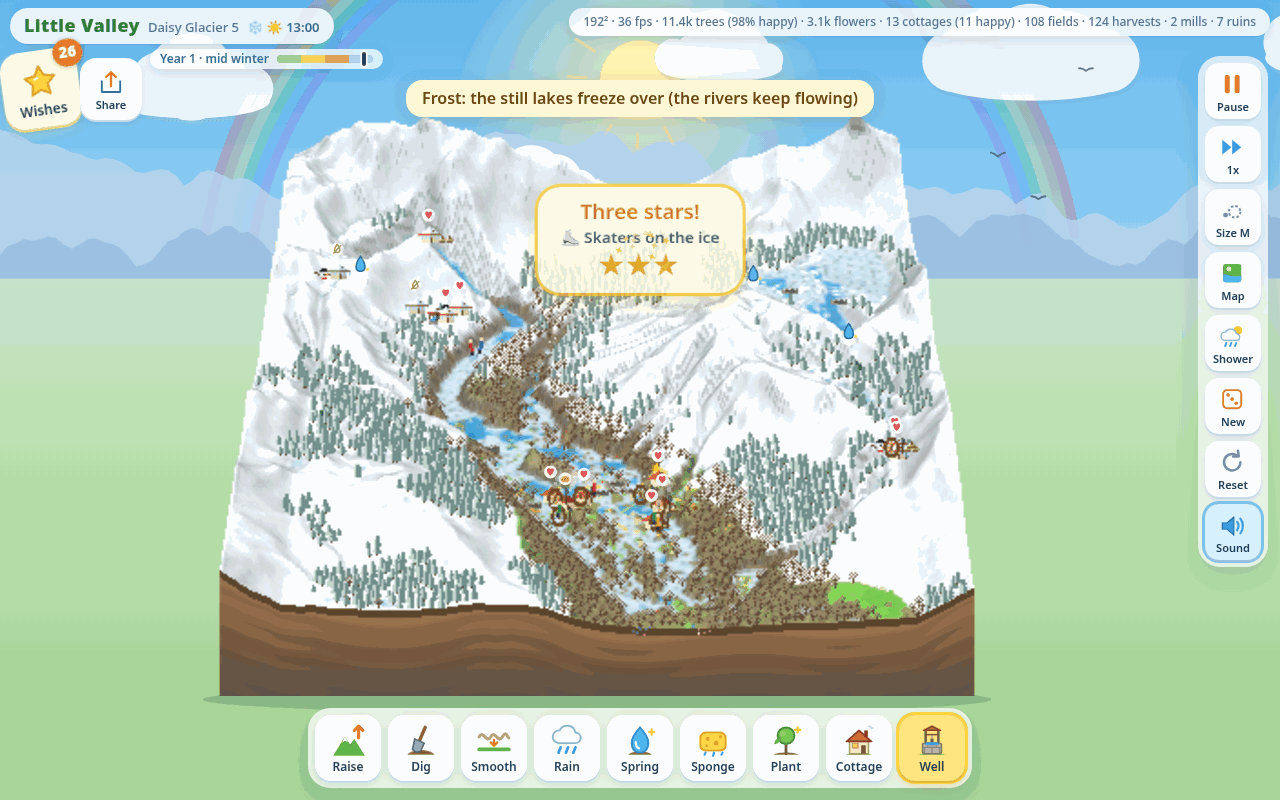 Little Valley Daisy Glacier 5 13:00
192² · 36 fps · 11.4k trees (98% happy) · 3.1k flowers · 13 cottages (11 happy) · 108 fields · 124 harvests · 2 mills · 7 ruins
Year 1 · mid winter
26
Wishes
Share
Frost: the still lakes freeze over (the rivers keep flowing)
Three stars!
Skaters on the ice
Pause
1x
Size M
Map
Shower
New
Reset
Sound
Raise
Dig
Smooth
Rain
Spring
Sponge
Plant
Cottage
Well